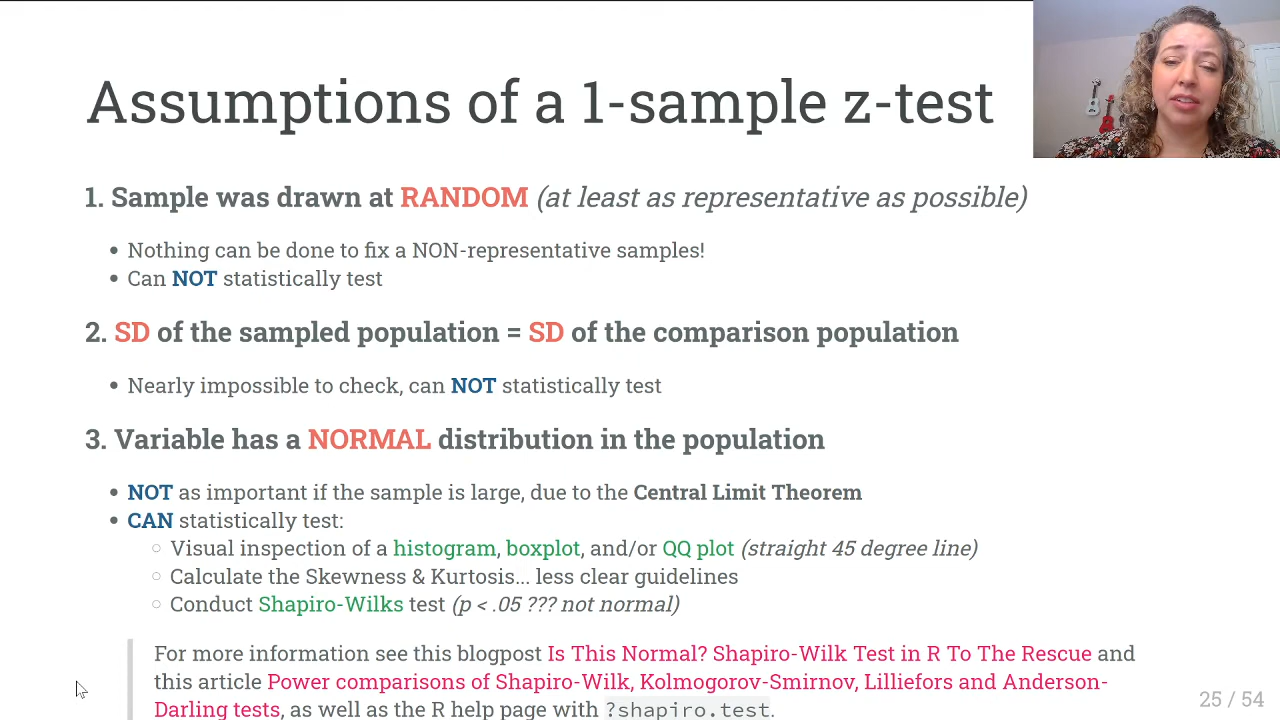 Assumptions of a 1-sample z-test
1. Sample was drawn at RANDOM (at least as representative as possible)
• Nothing can be done to fix a NON-representative samples!
• Can NOT statistically test
2. SD of the sampled population = SD of the comparison population
• Nearly impossible to check, can NOT statistically test
3. Variable has a NORMAL distribution in the population
• NOT as important if the sample is large, due to the Central Limit Theorem
• CAN statistically test:
○ Visual inspection of a histogram, boxplot, and/or QQ plot (straight 45 degree line)
○ Calculate the Skewness & Kurtosis... less clear guidelines
○ Conduct Shapiro-Wilks test (p < .05 ??? not normal)
For more information see this blogpost Is This Normal? Shapiro-Wilk Test in R To The Rescue and
this article Power comparisons of Shapiro-Wilk, Kolmogorov-Smirnov, Lilliefors and Anderson-
Darling tests, as well as the R help page with ?shapiro.test.
25 / 54